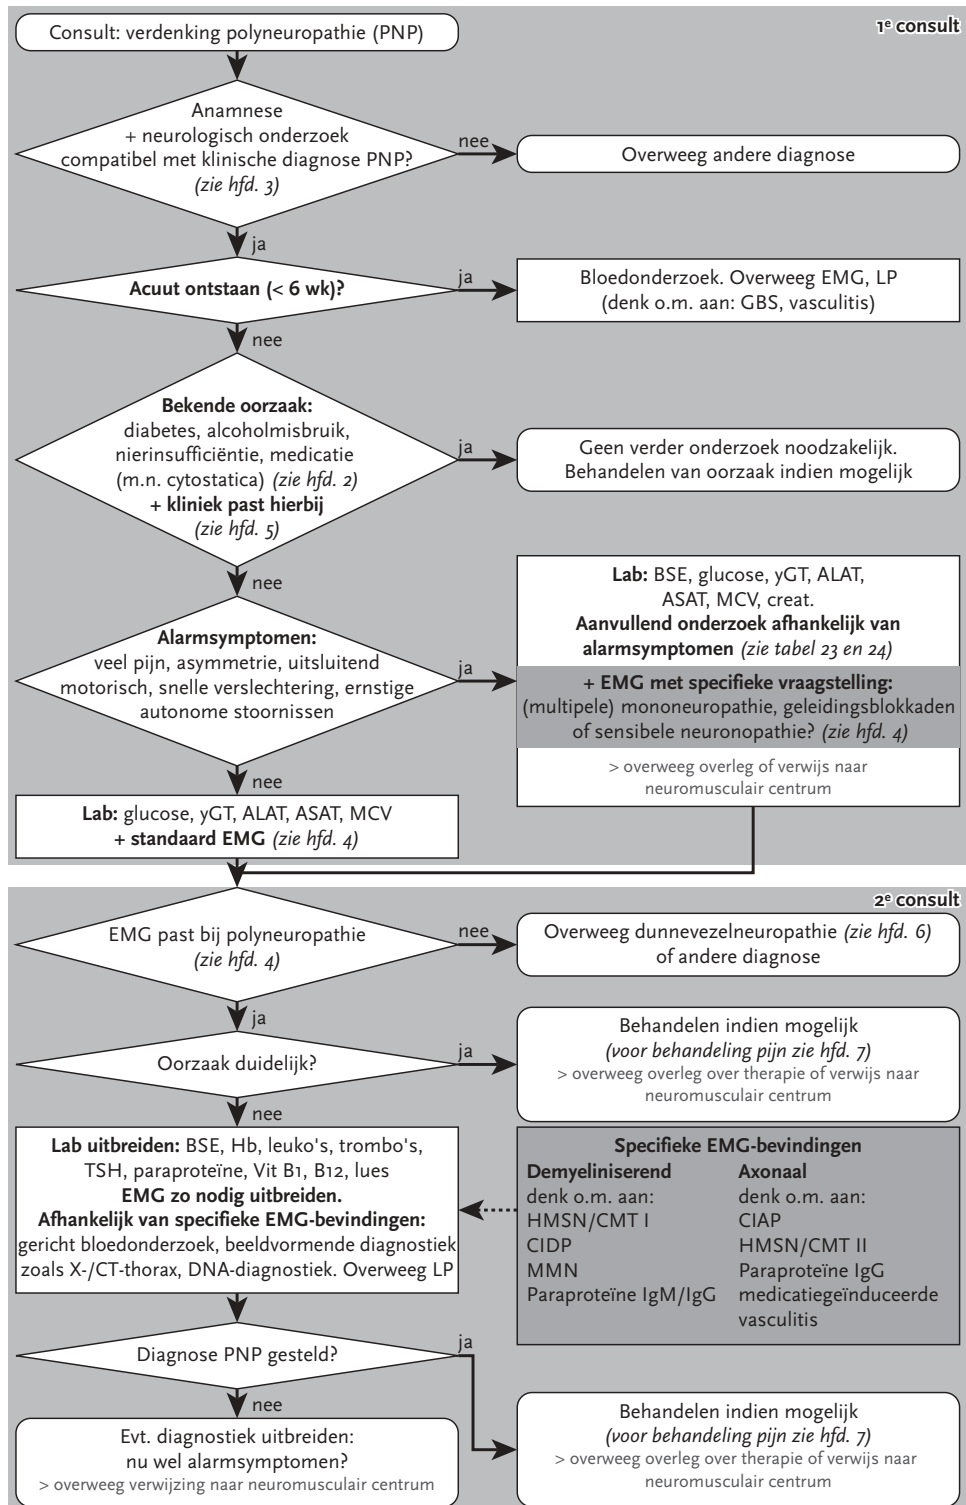 Consult: verdenking polyneuropathie (PNP)
1e consult
Anamnese
+ neurologisch onderzoek
compatibel met klinische diagnose PNP?
(zie hfd. 3)
nee
Overweeg andere diagnose
ja
Acuut ontstaan (< 6 wk)?
ja
Bloedonderzoek. Overweeg EMG, LP
(denk o.m. aan: GBS, vasculitis)
nee
Bekende oorzaak:
diabetes, alcoholmisbruik,
nierinsufficiëntie, medicatie
(m.n. cytostatica) (zie hfd. 2)
+ kliniek past hierbij
(zie hfd. 5)
ja
Geen verder onderzoek noodzakelijk.
Behandelen van oorzaak indien mogelijk
nee
Alarmsymptomen:
veel pijn, asymmetrie, uitsluitend
motorisch, snelle verslechtering, ernstige
autonome stoornissen
ja
Lab: BSE, glucose, yGT, ALAT,
ASAT, MCV, creat.
Aanvullend onderzoek afhankelijk van
alarmsymptomen (zie tabel 23 en 24)
+ EMG met specifieke vraagstelling:
(multipele) mononeuropathie, geleidingsblokkaden
of sensibele neuronopathie? (zie hfd. 4)
> overweeg overleg of verwijs naar
neuromusculair centrum
nee
Lab: glucose, yGT, ALAT, ASAT, MCV
+ standaard EMG (zie hfd. 4)
2e consult
EMG past bij polyneuropathie
(zie hfd. 4)
nee
Overweeg dunnevezelneuropathie (zie hfd. 6)
of andere diagnose
ja
Oorzaak duidelijk?
ja
Behandelen indien mogelijk
(voor behandeling pijn zie hfd. 7)
> overweeg overleg over therapie of verwijs naar
neuromusculair centrum
nee
Lab uitbreiden: BSE, Hb, leuko's, trombo's,
TSH, paraproteïne, Vit B1, B12, lues
EMG zo nodig uitbreiden.
Afhankelijk van specifieke EMG-bevindingen:
gericht bloedonderzoek, beeldvormende diagnostiek
zoals X-/CT-thorax, DNA-diagnostiek. Overweeg LP
Specifieke EMG-bevindingen
Demyeliniserend
denk o.m. aan:
HMSN/CMT I
CIDP
MMN
Paraproteïne IgM/IgG
Axonaal
denk o.m. aan:
CIAP
HMSN/CMT II
Paraproteïne IgG
medicatiegeïnduceerde
vasculitis
Diagnose PNP gesteld?
ja
Behandelen indien mogelijk
(voor behandeling pijn zie hfd. 7)
> overweeg overleg over therapie of verwijs naar
neuromusculair centrum
nee
Evt. diagnostiek uitbreiden:
nu wel alarmsymptomen?
> overweeg verwijzing naar neuromusculair centrum